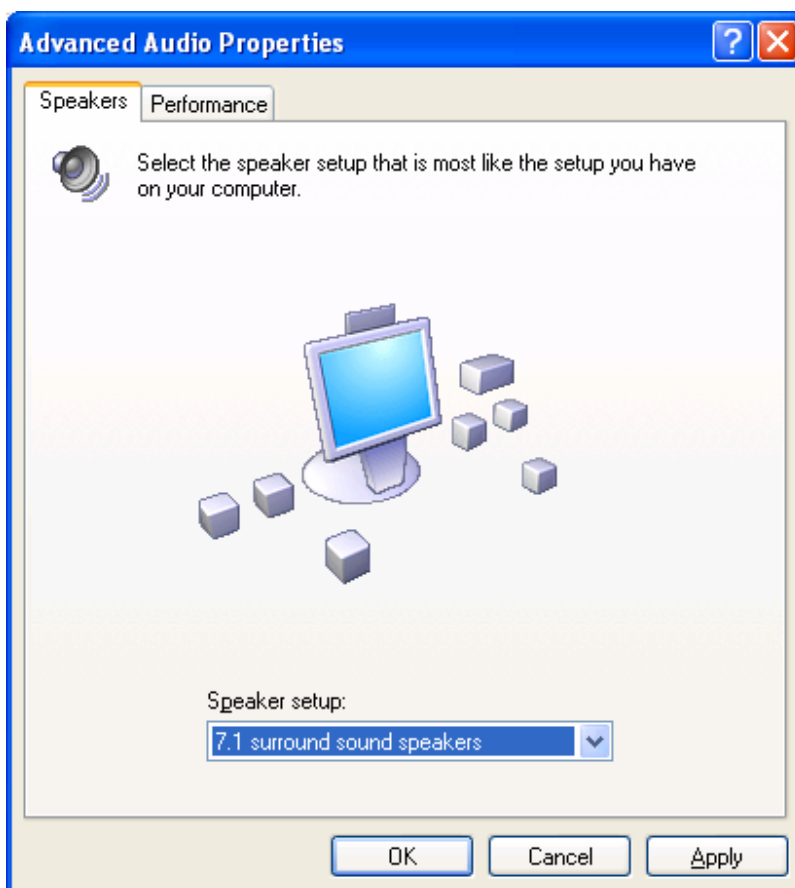 Advanced Audio Properties
Speakers
Performance
Select the speaker setup that is most like the setup you have
on your computer.
Speaker setup:
7.1 surround sound speakers
OK
Cancel
Apply